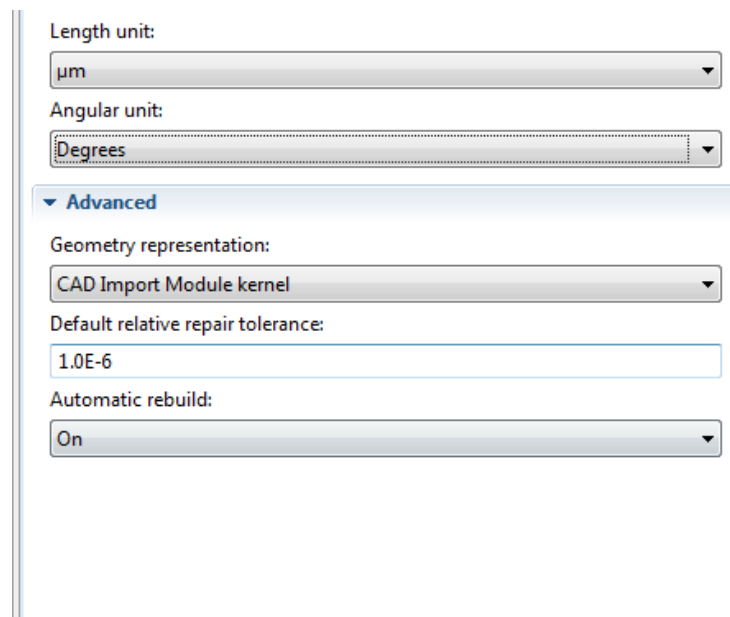 Length unit:
µm
Angular unit:
Degrees
Advanced
Geometry representation:
CAD Import Module kernel
Default relative repair tolerance:
1.0E-6
Automatic rebuild:
On